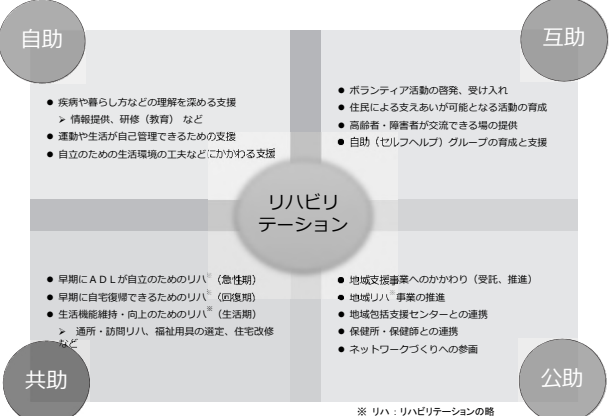 自助
互助
● 疾病や暮らし方などの理解を深める支援
➢ 情報提供、研修（教育） など
● 運動や生活が自己管理できるための支援
● 自立のための生活環境の工夫などにかかわる支援
● ボランティア活動の啓発、受け入れ
● 住民による支えあいが可能となる活動の育成
● 高齢者・障害者が交流できる場の提供
● 自助（セルフヘルプ）グループの育成と支援
リハビリ
テーション
● 早期にＡＤＬが自立のためのリハ※（急性期）
● 早期に自宅復帰できるためのリハ※（回復期）
● 生活機能維持・向上のためのリハ※（生活期）
➢ 通所・訪問リハ、福祉用具の選定、住宅改修
など
● 地域支援事業へのかかわり（受託、推進）
● 地域リハ※事業の推進
● 地域包括支援センターとの連携
● 保健所・保健師との連携
● ネットワークづくりへの参画
共助
公助
※ リハ：リハビリテーションの略